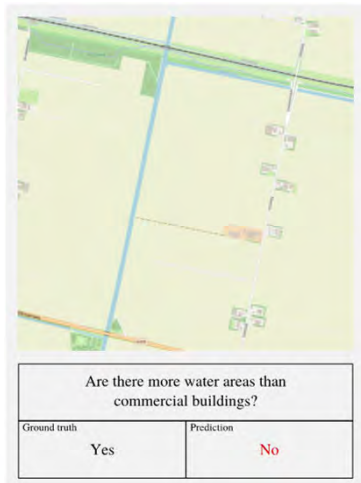 Are there more water areas than
commercial buildings?
Ground truth
Prediction
Yes
No